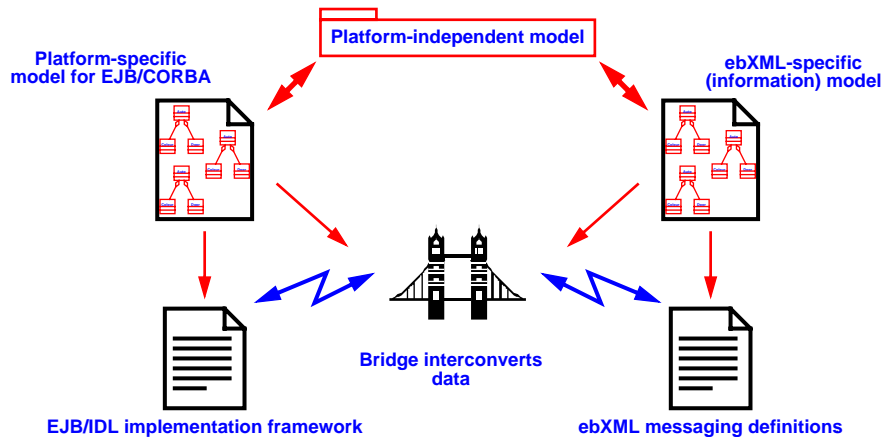 Platform-independent model
Platform-specific
model for EJB/CORBA
ebXML-specific
(information) model
Bridge interconverts
data
EJB/IDL implementation framework
ebXML messaging definitions